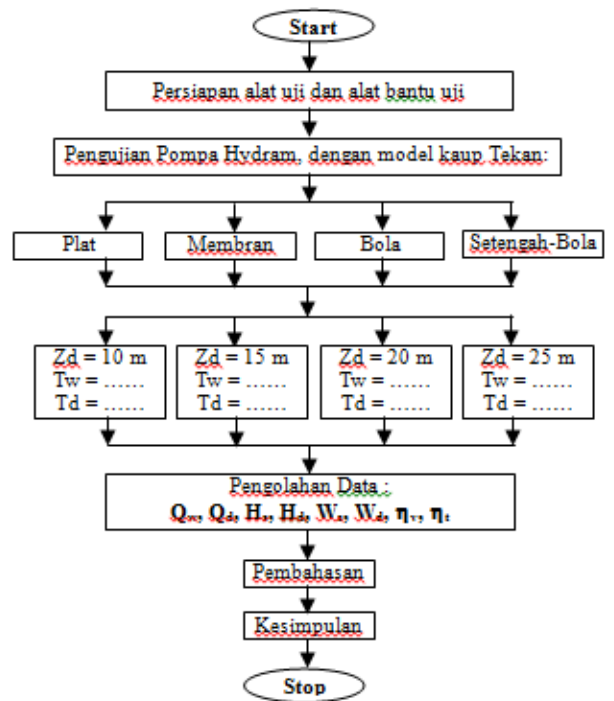 Start
Persiapan alat uji dan alat bantu uji
Pengujian Pompa Hydram, dengan model kaup Tekan:
Plat
Membran
Bola
Setengah-Bola
Zd = 10 m
Tw = ......
Td = ......
Zd = 15 m
Tw = ......
Td = ......
Zd = 20 m
Tw = ......
Td = ......
Zd = 25 m
Tw = ......
Td = ......
Pengolahan Data :
Qw, Qd, Hs, Hd, Ws, Wd, ηv, ηt
Pembahasan
Kesimpulan
Stop